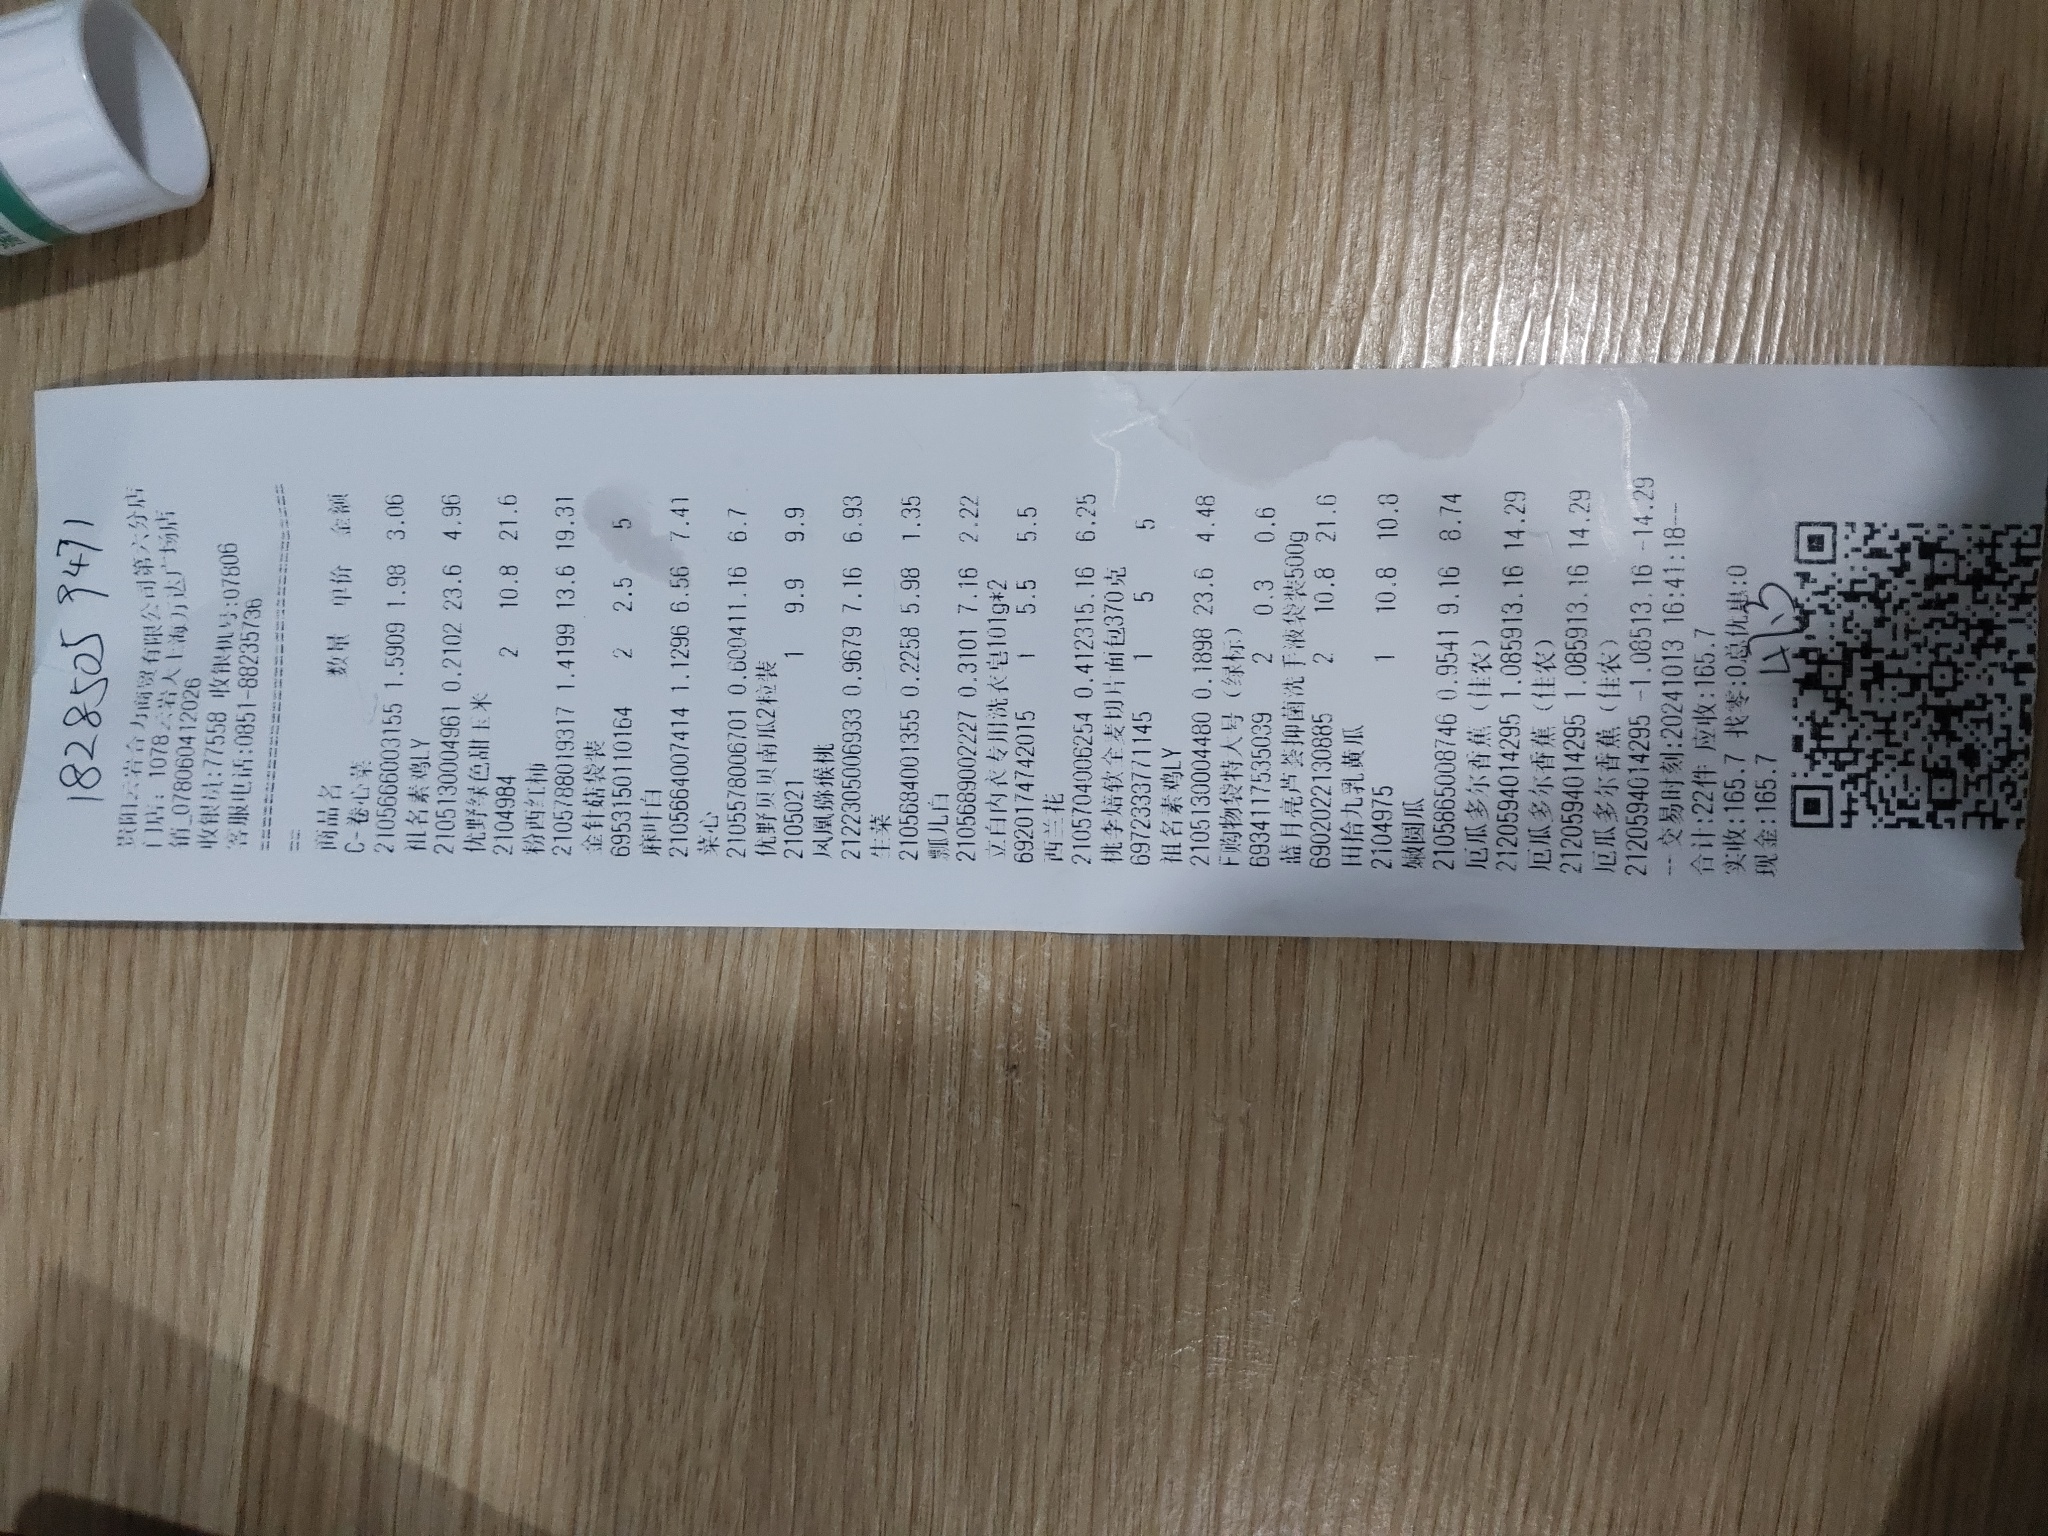 182 8505 9471
贵阳云岩合力商贸有限公司第六分店
门店: 1078云岩大上海万达广场店
销_0780604120​26
收银员:77558 收银机号:07806
客服电话:0851-88235736
商品名 数量 单价 金额
C-卷心菜
2105666003155 1.5909 1.98 3.06
祖名素鸡LY
2105130004961 0.2102 23.6 4.96
优野绿色甜玉米
2104984 2 10.8 21.6
粉西红柿
2105788019317 1.4199 13.6 19.31
金针菇袋装
6953150110164 2 2.5 5
麻叶白
2105664007414 1.1296 6.56 7.41
菜心
2105578006701 0.600411.16 6.7
优野贝贝南瓜2粒装
2105021 1 9.9 9.9
凤凰脉猴桃
2122305006933 0.9679 7.16 6.93
生菜
2105684001355 0.2258 5.98 1.35
瓢儿白
2105689002227 0.3101 7.16 2.22
立白内衣专用洗衣皂101g*2
6920174742015 1 5.5 5.5
西兰花
2105704006254 0.412315.16 6.25
桃李焙软全麦切片面包370克
6972333771145 1 5 5
祖名素鸡LY
2105130004480 0.1898 23.6 4.48
F购物袋特大号(绿标)
6934117535039 2 0.3 0.6
蓝月亮芦荟抑菌洗手液袋装500g
6902022130885 2 10.8 21.6
田拾九乳黄瓜
2104975 1 10.8 10.8
嫩圆瓜
2105865008746 0.9541 9.16 8.74
厄瓜多尔香蕉(佳农)
2120594014295 1.085913.16 14.29
厄瓜多尔香蕉(佳农)
2120594014295 1.085913.16 14.29
厄瓜多尔香蕉(佳农)
2120594014295 -1.08513.16 -14.29
--交易时刻:20241013 16:41:18--
合计:22件 应收:165.7
实收:165.7 找零:0总优惠:0
现金:165.7